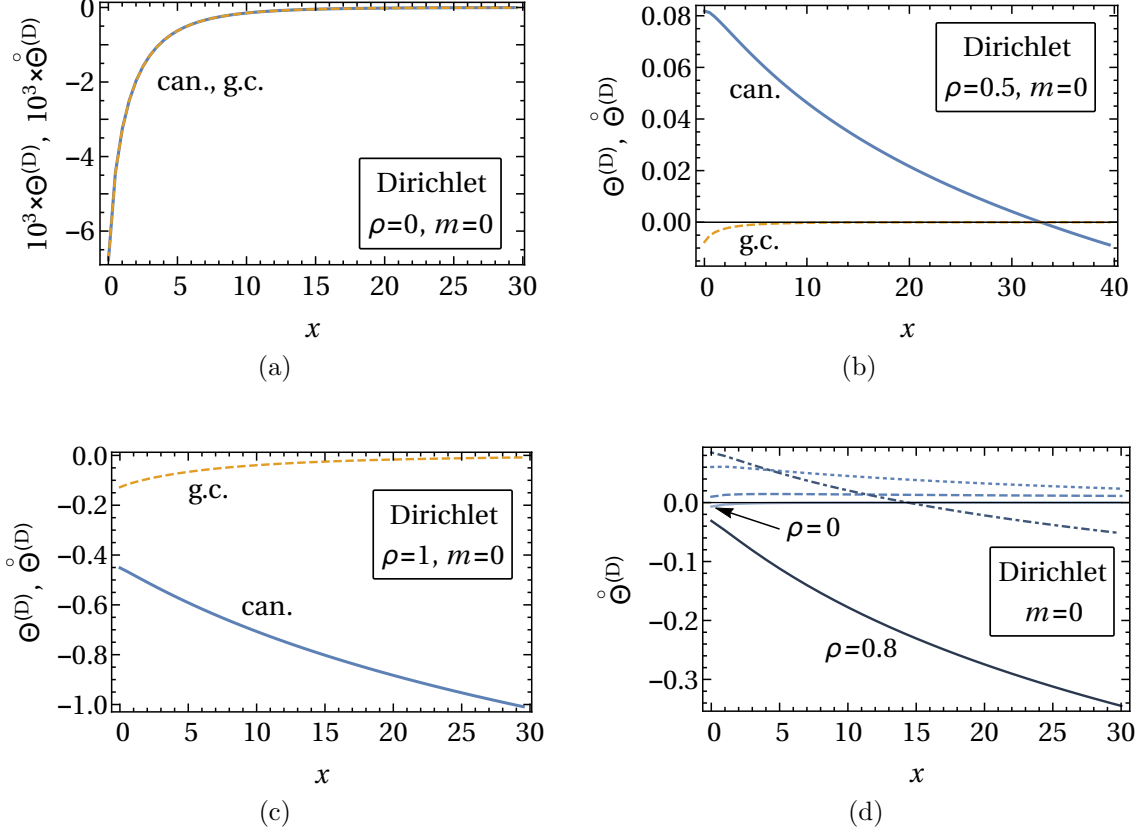 10³×Θ⁽ᴰ⁾, 10³×Θ̊⁽ᴰ⁾
0
−2
−4
−6
can., g.c.
Dirichlet
ρ=0, m=0
0 5 10 15 20 25 30
x
(a)
Θ⁽ᴰ⁾, Θ̊⁽ᴰ⁾
0.08
0.06
0.04
0.02
0.00
can.
g.c.
Dirichlet
ρ=0.5, m=0
0 10 20 30 40
x
(b)
Θ⁽ᴰ⁾, Θ̊⁽ᴰ⁾
0.0
−0.2
−0.4
−0.6
−0.8
−1.0
g.c.
can.
Dirichlet
ρ=1, m=0
0 5 10 15 20 25 30
x
(c)
Θ̊⁽ᴰ⁾
0.0
−0.1
−0.2
−0.3
ρ=0
ρ=0.8
Dirichlet
m=0
0 5 10 15 20 25 30
x
(d)